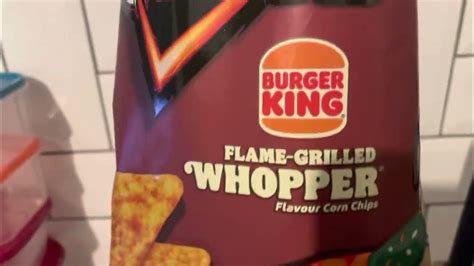 BURGER
KING
FLAME-GRILLED
WHOPPER®
Flavour Corn Chips